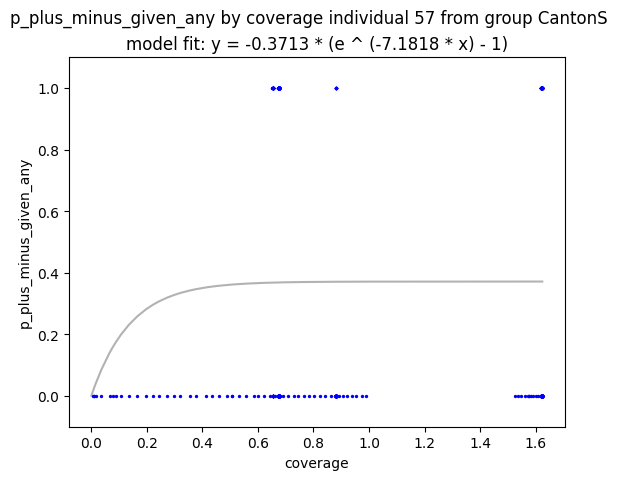 p_plus_minus_given_any by coverage individual 57 from group CantonS
model fit: y = -0.3713 * (e ^ (-7.1818 * x) - 1)
1.0
0.8
0.6
0.4
0.2
0.0
p_plus_minus_given_any
0.0 0.2 0.4 0.6 0.8 1.0 1.2 1.4 1.6
coverage